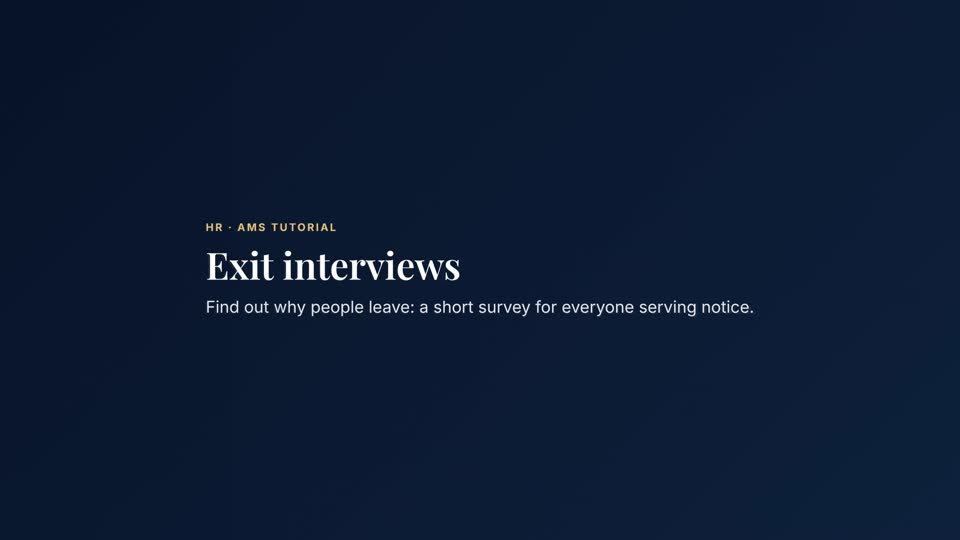 HR · AMS TUTORIAL
Exit interviews
Find out why people leave: a short survey for everyone serving notice.